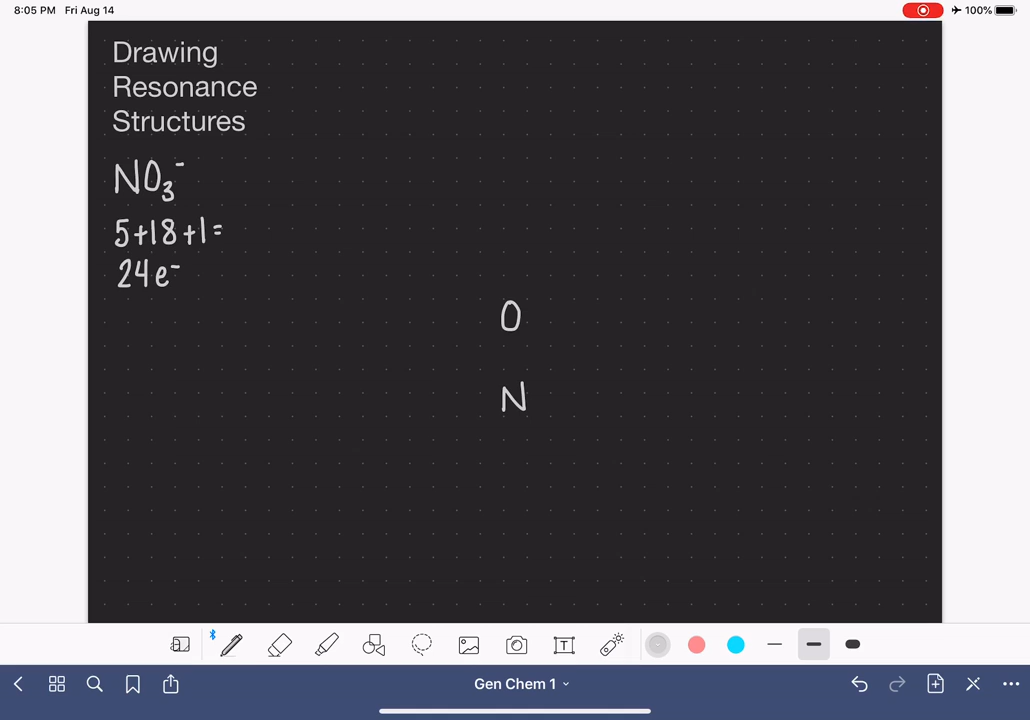 8:05 PM Fri Aug 14
100%
Drawing
Resonance
Structures
NO₃⁻
5+18+1=
24e⁻
O
N
T
Gen Chem 1